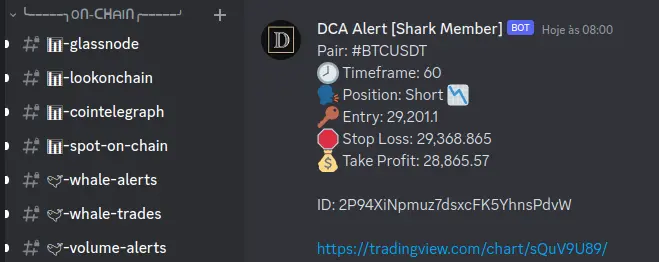 ON-CHAIN
-glassnode
-lookonchain
-cointelegraph
-spot-on-chain
-whale-alerts
-whale-trades
-volume-alerts
D
DCA Alert [Shark Member] BOT Hoje às 08:00
Pair: #BTCUSDT
Timeframe: 60
Position: Short
Entry: 29,201.1
Stop Loss: 29,368.865
Take Profit: 28,865.57
ID: 2P94XiNpmuz7dsxcFK5YhnsPdvW
https://tradingview.com/chart/sQuV9U89/